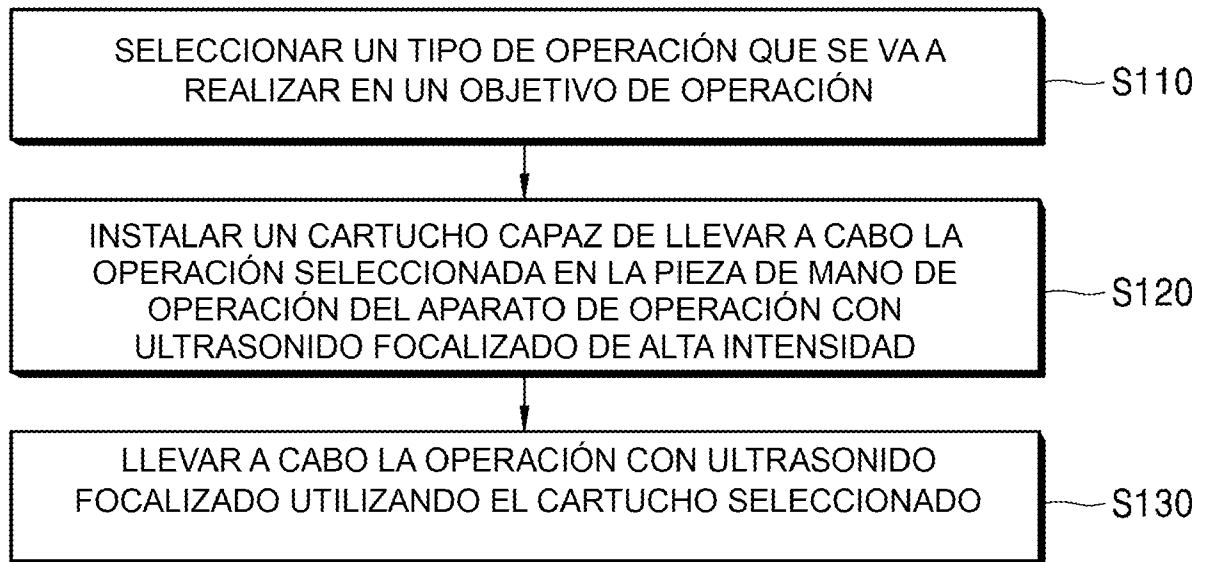 SELECCIONAR UN TIPO DE OPERACIÓN QUE SE VA A
REALIZAR EN UN OBJETIVO DE OPERACIÓN
S110
INSTALAR UN CARTUCHO CAPAZ DE LLEVAR A CABO LA
OPERACIÓN SELECCIONADA EN LA PIEZA DE MANO DE
OPERACIÓN DEL APARATO DE OPERACIÓN CON
ULTRASONIDO FOCALIZADO DE ALTA INTENSIDAD
S120
LLEVAR A CABO LA OPERACIÓN CON ULTRASONIDO
FOCALIZADO UTILIZANDO EL CARTUCHO SELECCIONADO
S130